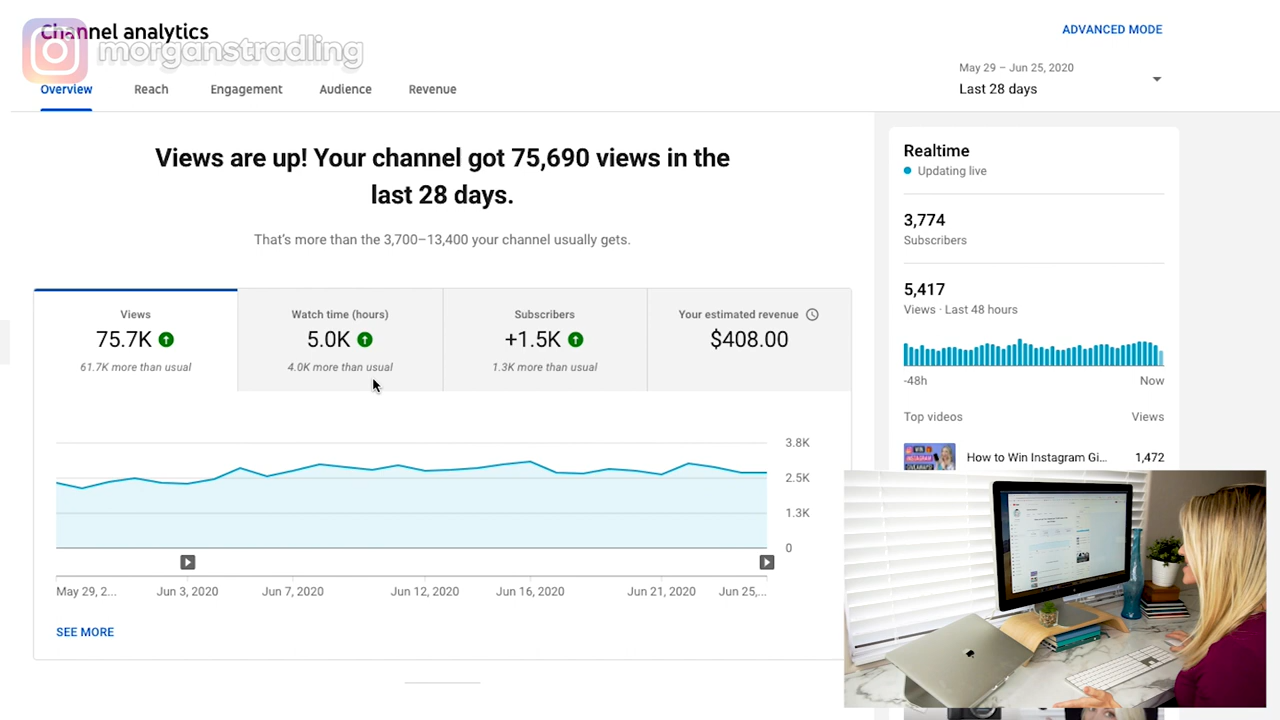 Channel analytics
morganstradling
ADVANCED MODE
Overview
Reach
Engagement
Audience
Revenue
May 29 – Jun 25, 2020
Last 28 days
Views are up! Your channel got 75,690 views in the
last 28 days.
That's more than the 3,700–13,400 your channel usually gets.
Views
75.7K
61.7K more than usual
Watch time (hours)
5.0K
4.0K more than usual
Subscribers
+1.5K
1.3K more than usual
Your estimated revenue
$408.00
3.8K
2.5K
1.3K
0
May 29, 2...
Jun 3, 2020
Jun 7, 2020
Jun 12, 2020
Jun 16, 2020
Jun 21, 2020
Jun 25,...
SEE MORE
Realtime
Updating live
3,774
Subscribers
5,417
Views · Last 48 hours
-48h
Now
Top videos
Views
How to Win Instagram Gi...
1,472